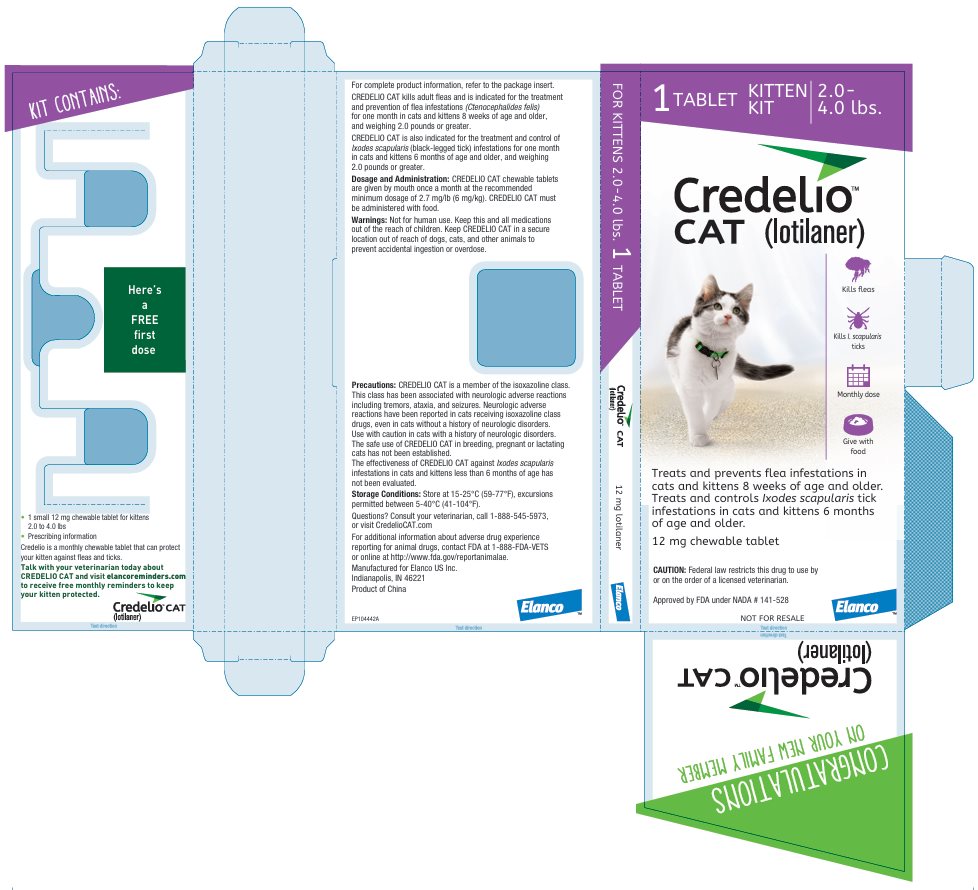 KIT CONTAINS:
Here's
a
FREE
first
dose
• 1 small 12 mg chewable tablet for kittens
2.0 to 4.0 lbs
• Prescribing information
Credelio is a monthly chewable tablet that can protect
your kitten against fleas and ticks.
Talk with your veterinarian today about
CREDELIO CAT and visit elancoreminders.com
to receive free monthly reminders to keep
your kitten protected.
Credelio™ CAT
(lotilaner)
Text direction
For complete product information, refer to the package insert.
CREDELIO CAT kills adult fleas and is indicated for the treatment
and prevention of flea infestations (Ctenocephalides felis)
for one month in cats and kittens 8 weeks of age and older,
and weighing 2.0 pounds or greater.
CREDELIO CAT is also indicated for the treatment and control of
Ixodes scapularis (black-legged tick) infestations for one month
in cats and kittens 6 months of age and older, and weighing
2.0 pounds or greater.
Dosage and Administration: CREDELIO CAT chewable tablets
are given by mouth once a month at the recommended
minimum dosage of 2.7 mg/lb (6 mg/kg). CREDELIO CAT must
be administered with food.
Warnings: Not for human use. Keep this and all medications
out of the reach of children. Keep CREDELIO CAT in a secure
location out of reach of dogs, cats, and other animals to
prevent accidental ingestion or overdose.
Precautions: CREDELIO CAT is a member of the isoxazoline class.
This class has been associated with neurologic adverse reactions
including tremors, ataxia, and seizures. Neurologic adverse
reactions have been reported in cats receiving isoxazoline class
drugs, even in cats without a history of neurologic disorders.
Use with caution in cats with a history of neurologic disorders.
The safe use of CREDELIO CAT in breeding, pregnant or lactating
cats has not been established.
The effectiveness of CREDELIO CAT against Ixodes scapularis
infestations in cats and kittens less than 6 months of age has
not been evaluated.
Storage Conditions: Store at 15-25°C (59-77°F), excursions
permitted between 5-40°C (41-104°F).
Questions? Consult your veterinarian, call 1-888-545-5973,
or visit CredelioCAT.com
For additional information about adverse drug experience
reporting for animal drugs, contact FDA at 1-888-FDA-VETS
or online at http://www.fda.gov/reportanimalae.
Manufactured for Elanco US Inc.
Indianapolis, IN 46221
Product of China
EP104442A
Elanco™
Text direction
FOR KITTENS 2.0-4.0 lbs. 1 TABLET
Credelio™ CAT
(lotilaner)
12 mg lotilaner
Elanco
1 TABLET
KITTEN
KIT
2.0-
4.0 lbs.
Credelio™
CAT (lotilaner)
Kills fleas
Kills I. scapularis
ticks
Monthly dose
Give with
food
Treats and prevents flea infestations in
cats and kittens 8 weeks of age and older.
Treats and controls Ixodes scapularis tick
infestations in cats and kittens 6 months
of age and older.
12 mg chewable tablet
CAUTION: Federal law restricts this drug to use by
or on the order of a licensed veterinarian.
Approved by FDA under NADA # 141-528
Elanco™
NOT FOR RESALE
Text direction
Text direction
CONGRATULATIONS
ON YOUR NEW FAMILY MEMBER
Credelio™ CAT
(lotilaner)